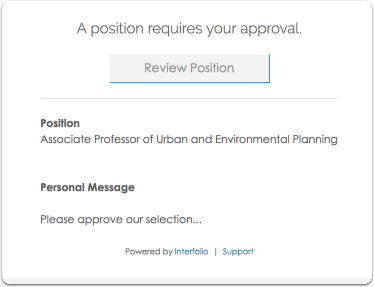 A position requires your approval.
Review Position
Position
Associate Professor of Urban and Environmental Planning
Personal Message
Please approve our selection...
Powered by Interfolio | Support